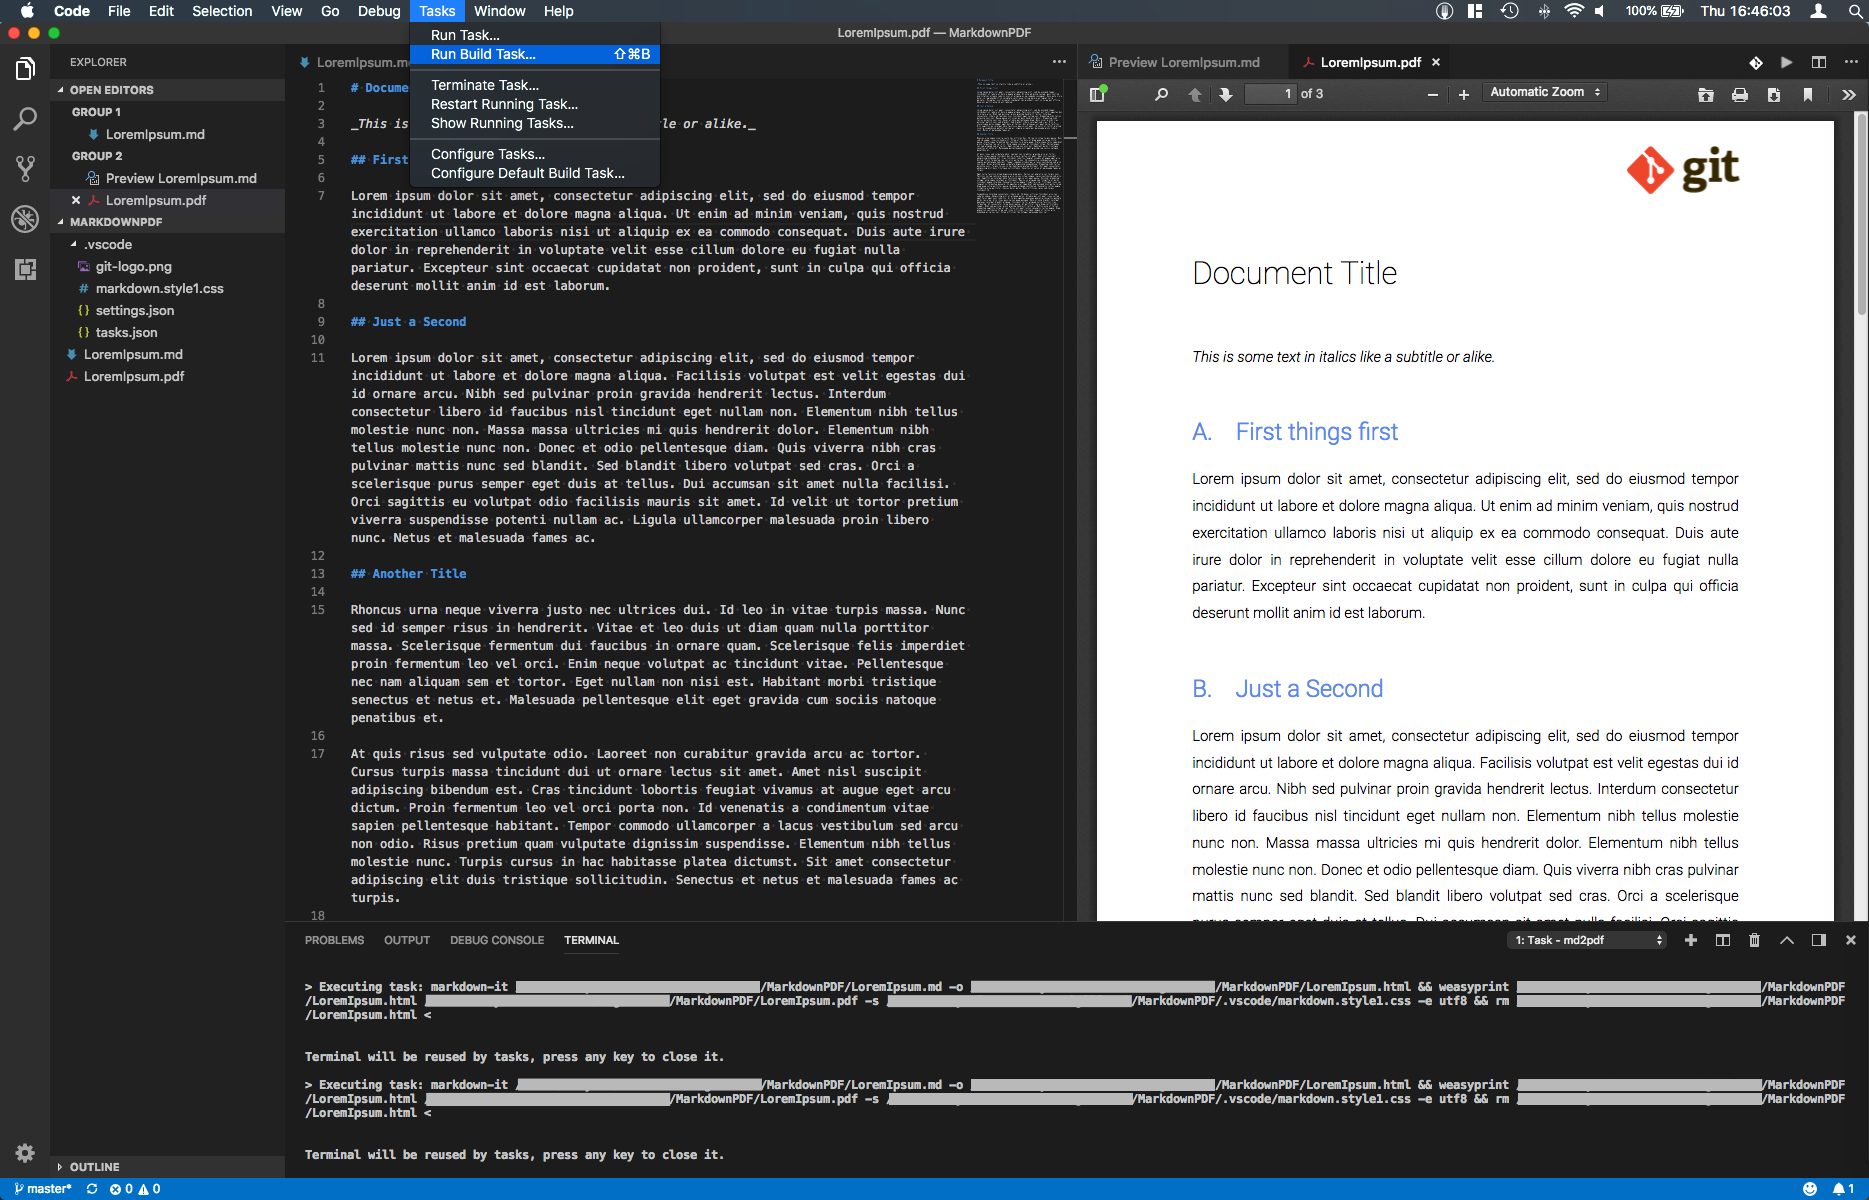 Code File Edit Selection View Go Debug Tasks Window Help
100% Thu 16:46:03
LoremIpsum.pdf — MarkdownPDF
Run Task...
Run Build Task... ⇧⌘B
Terminate Task...
Restart Running Task...
Show Running Tasks...
Configure Tasks...
Configure Default Build Task...
EXPLORER
OPEN EDITORS
GROUP 1
LoremIpsum.md
GROUP 2
Preview LoremIpsum.md
LoremIpsum.pdf
MARKDOWNPDF
.vscode
git-logo.png
# markdown.style1.css
{} settings.json
{} tasks.json
LoremIpsum.md
LoremIpsum.pdf
OUTLINE
LoremIpsum.m
1 # Docume
2
3 _This is le or alike._
4
5 ## First
6
7 Lorem ipsum dolor sit amet, consectetur adipiscing elit, sed do eiusmod tempor
incididunt ut labore et dolore magna aliqua. Ut enim ad minim veniam, quis nostrud
exercitation ullamco laboris nisi ut aliquip ex ea commodo consequat. Duis aute irure
dolor in reprehenderit in voluptate velit esse cillum dolore eu fugiat nulla
pariatur. Excepteur sint occaecat cupidatat non proident, sunt in culpa qui officia
deserunt mollit anim id est laborum.
8
9 ## Just a Second
10
11 Lorem ipsum dolor sit amet, consectetur adipiscing elit, sed do eiusmod tempor
incididunt ut labore et dolore magna aliqua. Facilisis volutpat est velit egestas dui
id ornare arcu. Nibh sed pulvinar proin gravida hendrerit lectus. Interdum
consectetur libero id faucibus nisl tincidunt eget nullam non. Elementum nibh tellus
molestie nunc non. Massa massa ultricies mi quis hendrerit dolor. Elementum nibh
tellus molestie nunc non. Donec et odio pellentesque diam. Quis viverra nibh cras
pulvinar mattis nunc sed blandit. Sed blandit libero volutpat sed cras. Orci a
scelerisque purus semper eget duis at tellus. Dui accumsan sit amet nulla facilisi.
Orci sagittis eu volutpat odio facilisis mauris sit amet. Id velit ut tortor pretium
viverra suspendisse potenti nullam ac. Ligula ullamcorper malesuada proin libero
nunc. Netus et malesuada fames ac.
12
13 ## Another Title
14
15 Rhoncus urna neque viverra justo nec ultrices dui. Id leo in vitae turpis massa. Nunc
sed id semper risus in hendrerit. Vitae et leo duis ut diam quam nulla porttitor
massa. Scelerisque fermentum dui faucibus in ornare quam. Scelerisque felis imperdiet
proin fermentum leo vel orci. Enim neque volutpat ac tincidunt vitae. Pellentesque
nec nam aliquam sem et tortor. Eget nullam non nisi est. Habitant morbi tristique
senectus et netus et. Malesuada pellentesque elit eget gravida cum sociis natoque
penatibus et.
16
17 At quis risus sed vulputate odio. Laoreet non curabitur gravida arcu ac tortor.
Cursus turpis massa tincidunt dui ut ornare lectus sit amet. Amet nisl suscipit
adipiscing bibendum est. Cras tincidunt lobortis feugiat vivamus at augue eget arcu
dictum. Proin fermentum leo vel orci porta non. Id venenatis a condimentum vitae
sapien pellentesque habitant. Tempor commodo ullamcorper a lacus vestibulum sed arcu
non odio. Risus pretium quam vulputate dignissim suspendisse. Elementum nibh tellus
molestie nunc. Turpis cursus in hac habitasse platea dictumst. Sit amet consectetur
adipiscing elit duis tristique sollicitudin. Senectus et netus et malesuada fames ac
turpis.
18
Preview LoremIpsum.md LoremIpsum.pdf
1 of 3 Automatic Zoom
git
Document Title
This is some text in italics like a subtitle or alike.
A. First things first
Lorem ipsum dolor sit amet, consectetur adipiscing elit, sed do eiusmod tempor
incididunt ut labore et dolore magna aliqua. Ut enim ad minim veniam, quis nostrud
exercitation ullamco laboris nisi ut aliquip ex ea commodo consequat. Duis aute
irure dolor in reprehenderit in voluptate velit esse cillum dolore eu fugiat nulla
pariatur. Excepteur sint occaecat cupidatat non proident, sunt in culpa qui officia
deserunt mollit anim id est laborum.
B. Just a Second
Lorem ipsum dolor sit amet, consectetur adipiscing elit, sed do eiusmod tempor
incididunt ut labore et dolore magna aliqua. Facilisis volutpat est velit egestas dui id
ornare arcu. Nibh sed pulvinar proin gravida hendrerit lectus. Interdum consectetur
libero id faucibus nisl tincidunt eget nullam non. Elementum nibh tellus molestie
nunc non. Massa massa ultricies mi quis hendrerit dolor. Elementum nibh tellus
molestie nunc non. Donec et odio pellentesque diam. Quis viverra nibh cras pulvinar
mattis nunc sed blandit. Sed blandit libero volutpat sed cras. Orci a scelerisque
PROBLEMS OUTPUT DEBUG CONSOLE TERMINAL
1: Task - md2pdf
> Executing task: markdown-it /MarkdownPDF/LoremIpsum.md -o /MarkdownPDF/LoremIpsum.html && weasyprint /MarkdownPDF
/LoremIpsum.html /MarkdownPDF/LoremIpsum.pdf -s /MarkdownPDF/.vscode/markdown.style1.css -e utf8 && rm /MarkdownPDF
/LoremIpsum.html <
Terminal will be reused by tasks, press any key to close it.
> Executing task: markdown-it /MarkdownPDF/LoremIpsum.md -o /MarkdownPDF/LoremIpsum.html && weasyprint /MarkdownPDF
/LoremIpsum.html /MarkdownPDF/LoremIpsum.pdf -s /MarkdownPDF/.vscode/markdown.style1.css -e utf8 && rm /MarkdownPDF
/LoremIpsum.html <
Terminal will be reused by tasks, press any key to close it.
master* 0 0
1